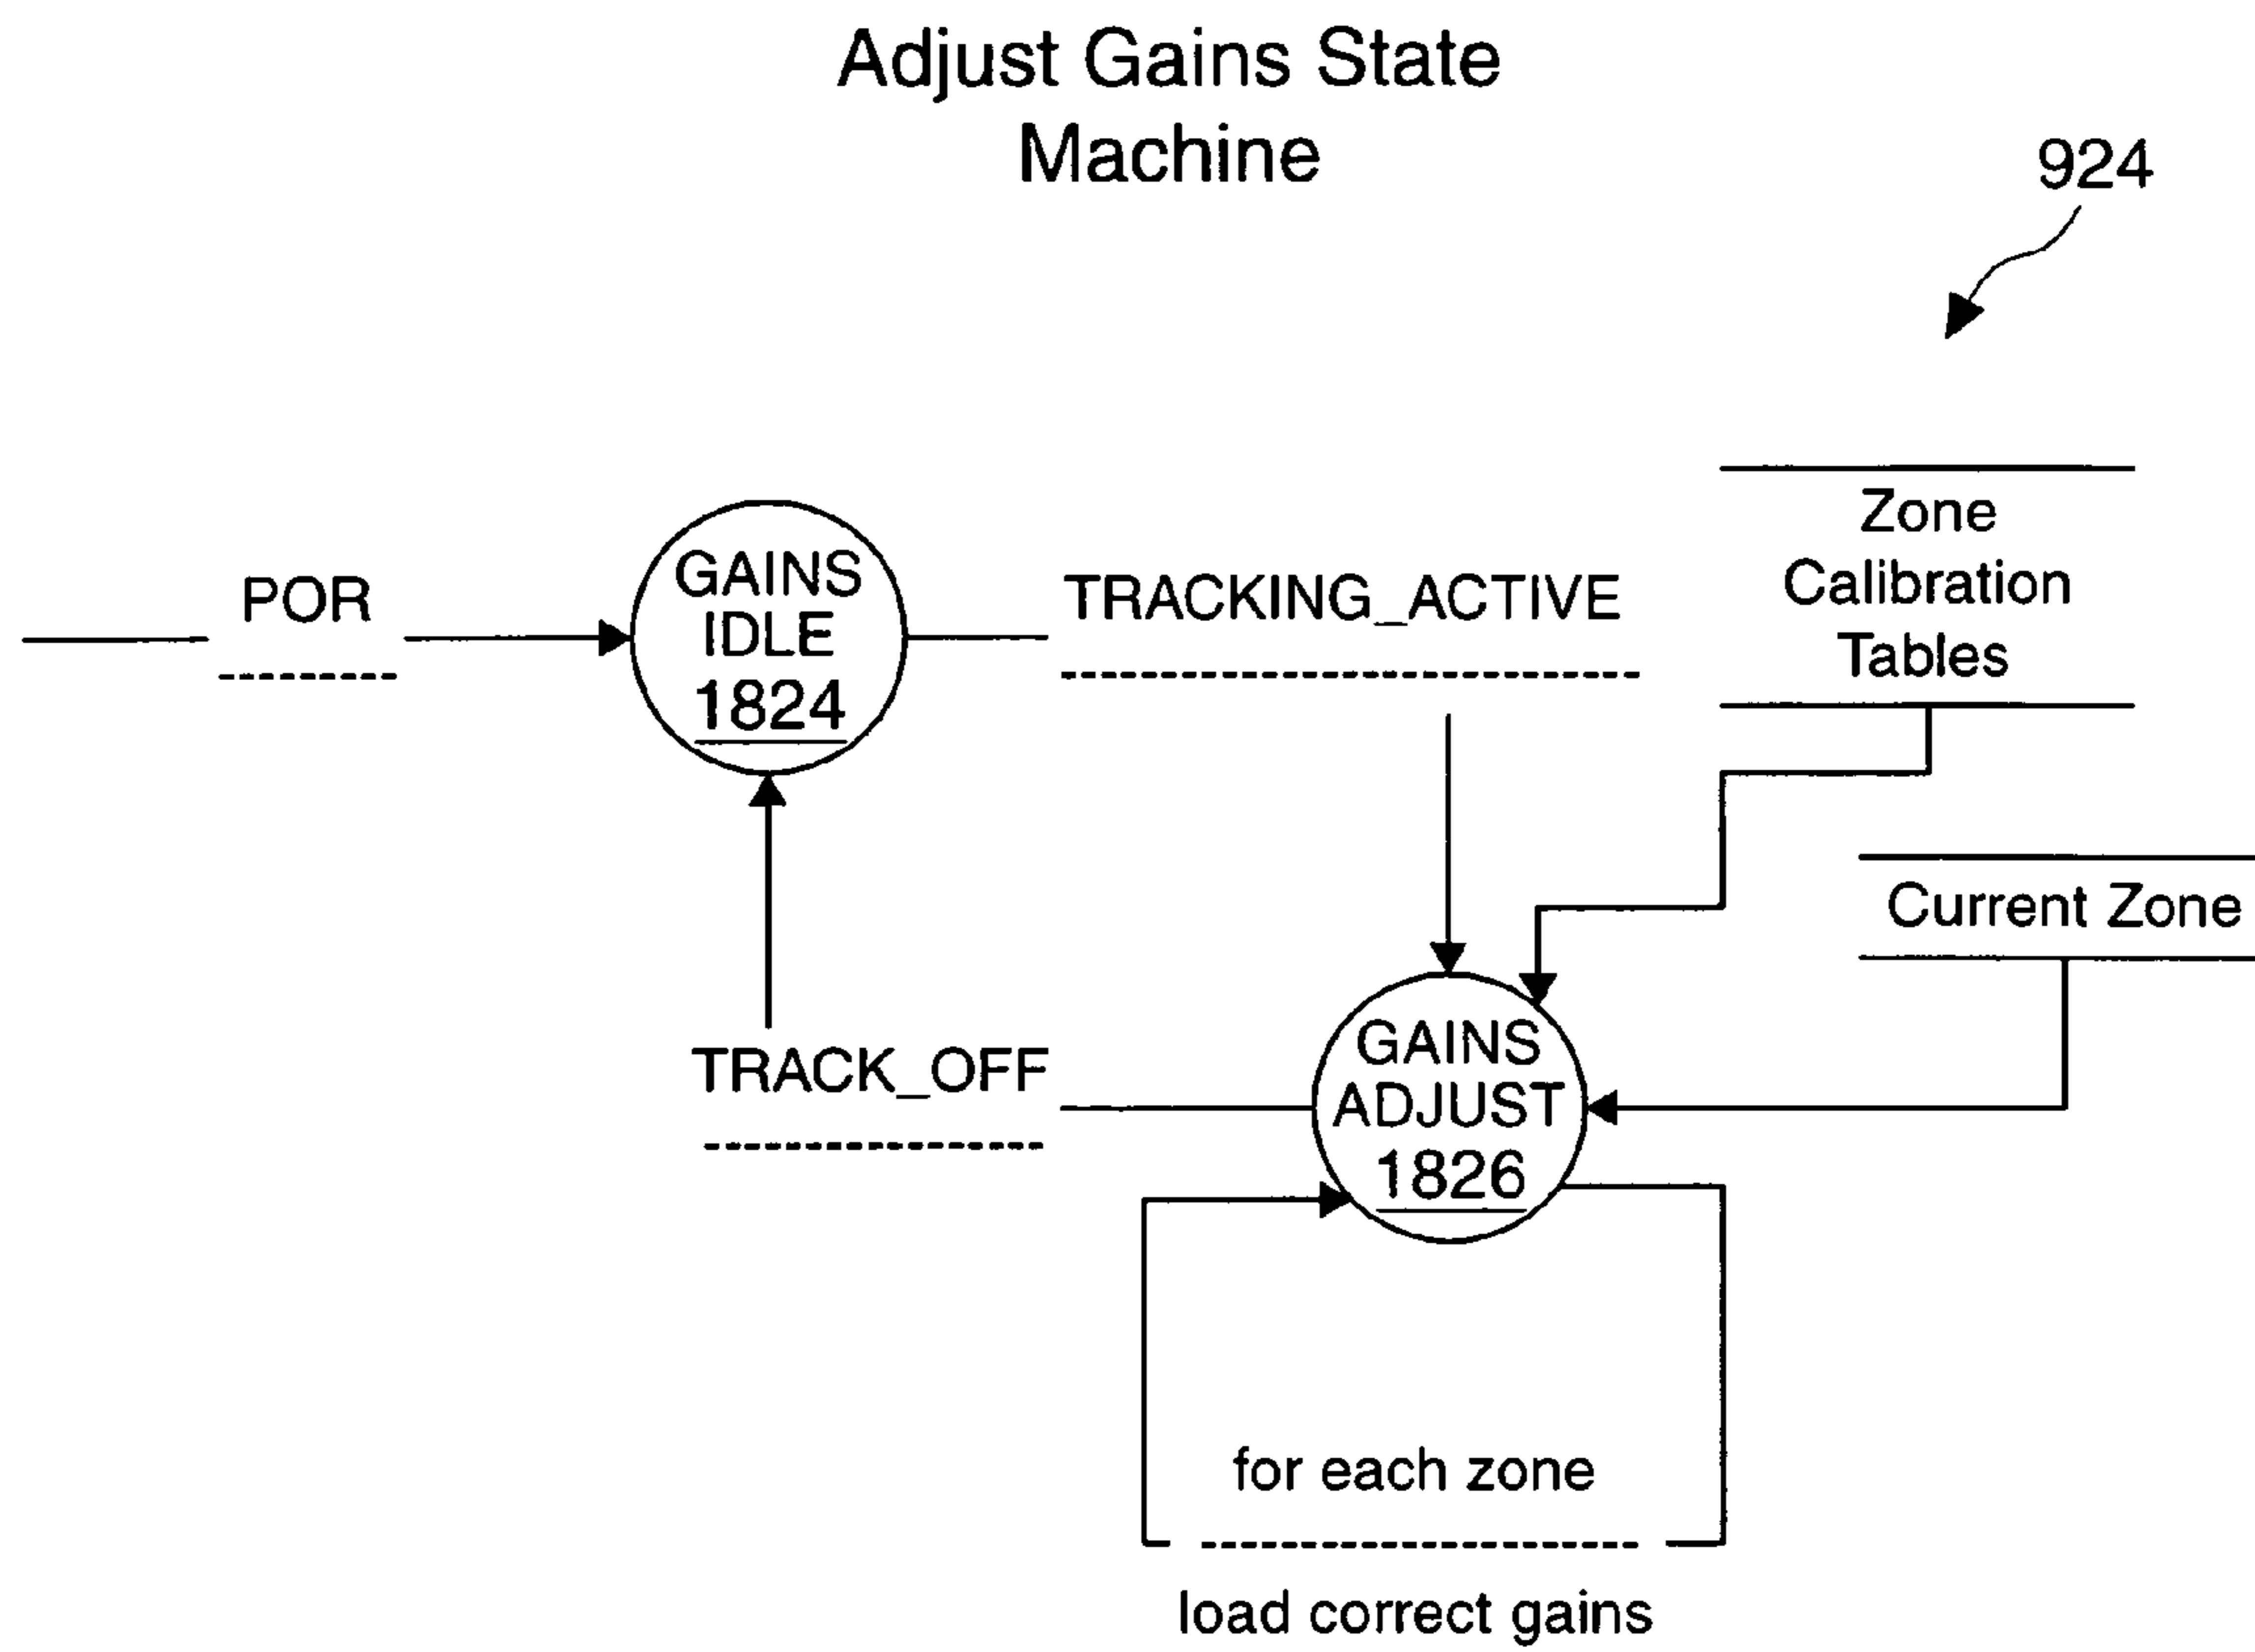 Adjust Gains State
Machine
924
POR
GAINS
IDLE
1824
TRACKING_ACTIVE
Zone
Calibration
Tables
Current Zone
TRACK_OFF
GAINS
ADJUST
1826
for each zone
load correct gains